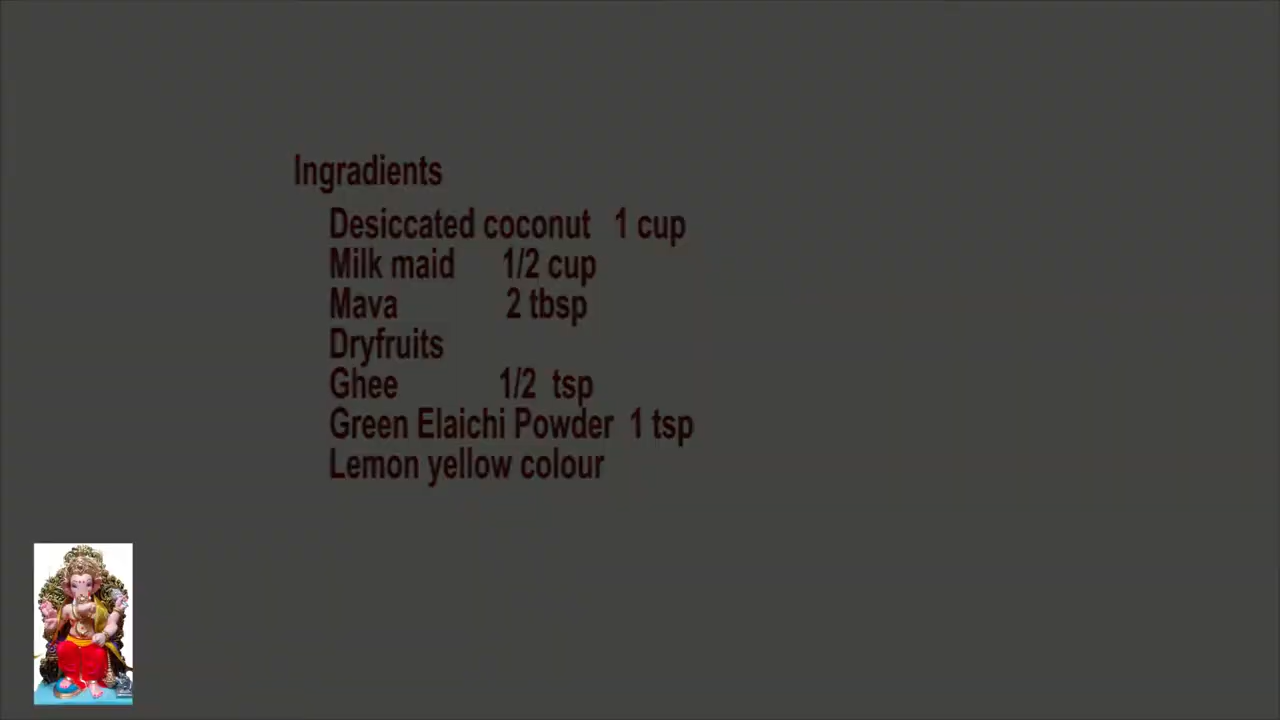 Ingradients
Desiccated coconut 1 cup
Milk maid 1/2 cup
Mava 2 tbsp
Dryfruits
Ghee 1/2 tsp
Green Elaichi Powder 1 tsp
Lemon yellow colour